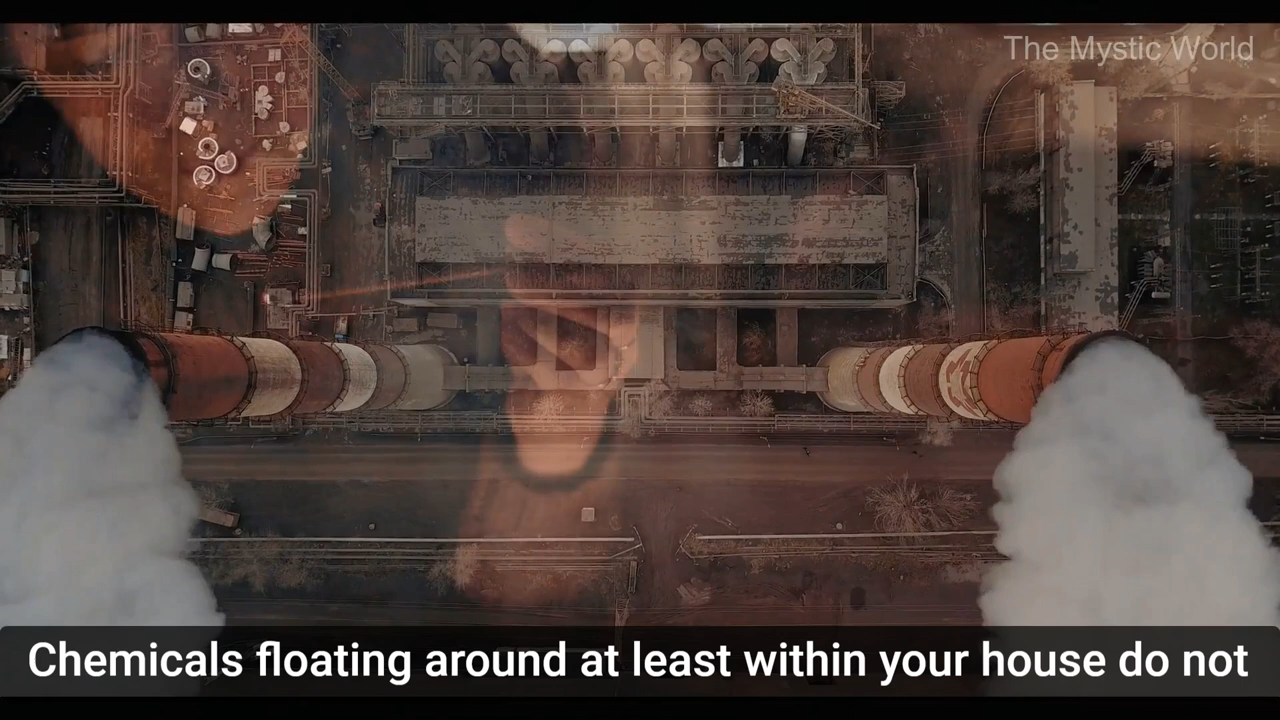 The Mystic World
Chemicals floating around at least within your house do not